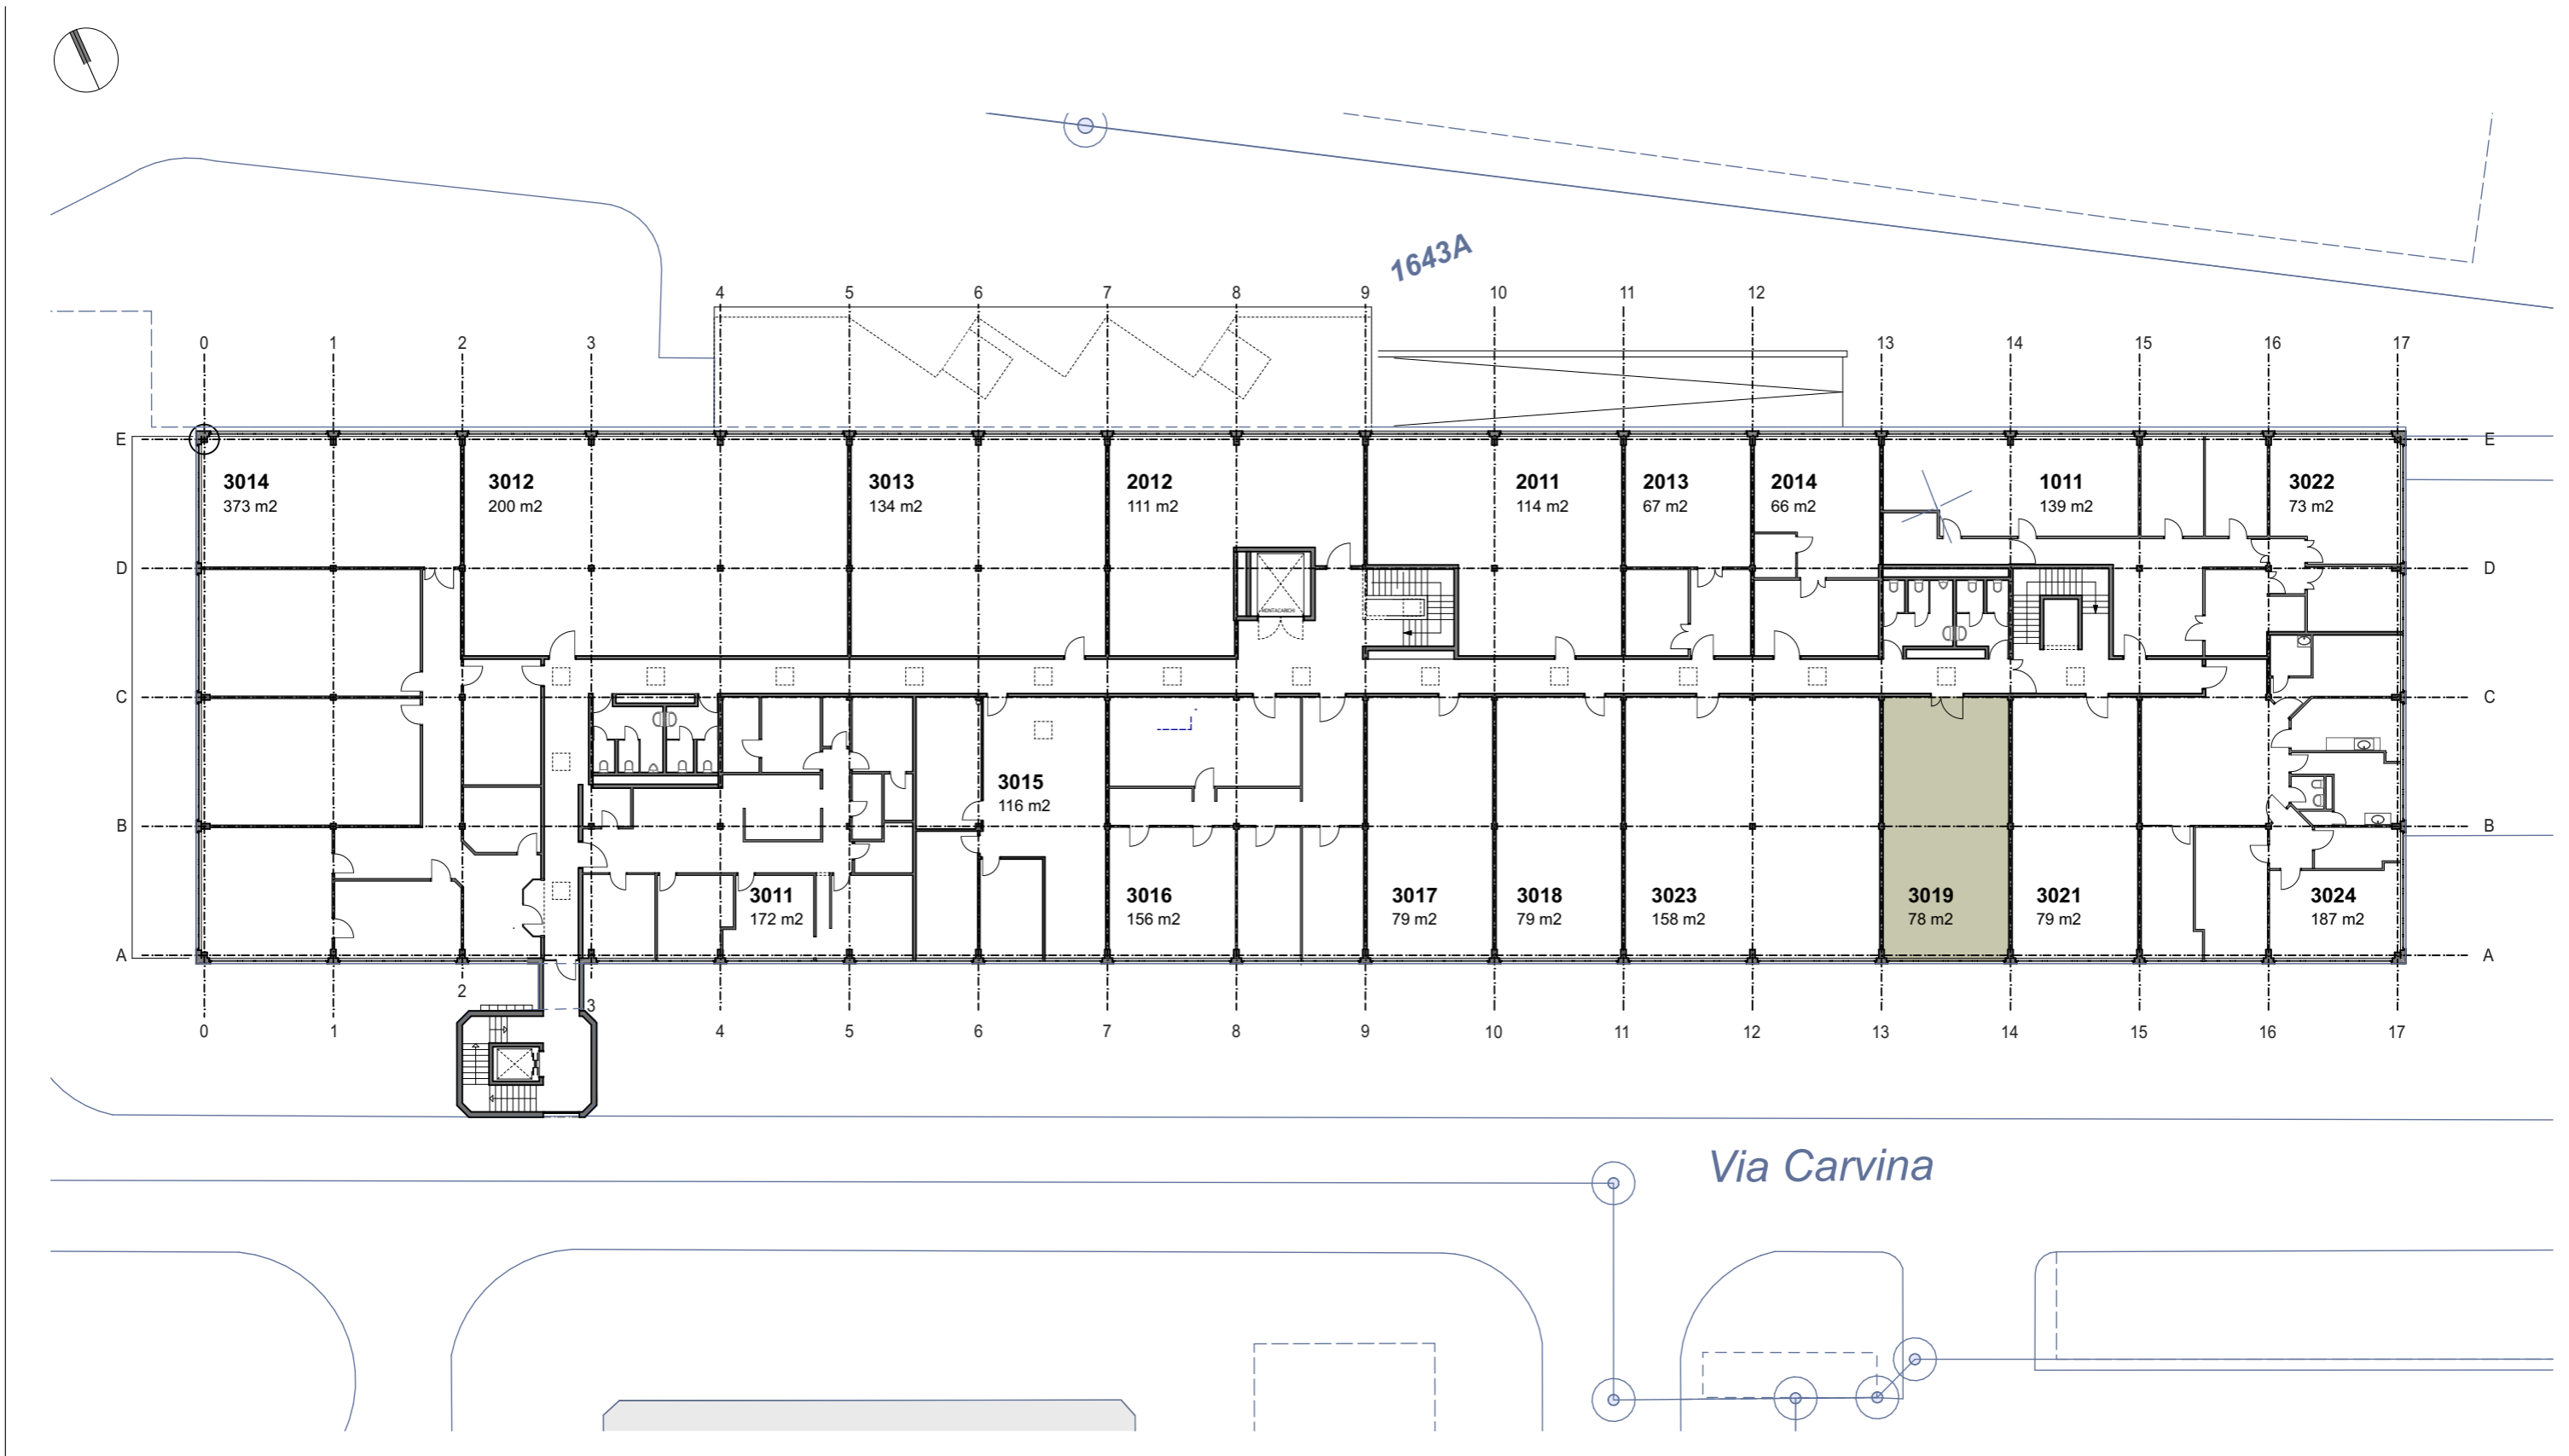 1643A
4 5 6 7 8 9 10 11 12
0 1 2 3 13 14 15 16 17
E E
3014 3012 3013 2012 2011 2013 2014 1011 3022
373 m2 200 m2 134 m2 111 m2 114 m2 67 m2 66 m2 139 m2 73 m2
D D
MONTACARICHI
C C
3015
116 m2
B B
3011 3016 3017 3018 3023 3019 3021 3024
172 m2 156 m2 79 m2 79 m2 158 m2 78 m2 79 m2 187 m2
A A
2 3
0 1 4 5 6 7 8 9 10 11 12 13 14 15 16 17
Via Carvina